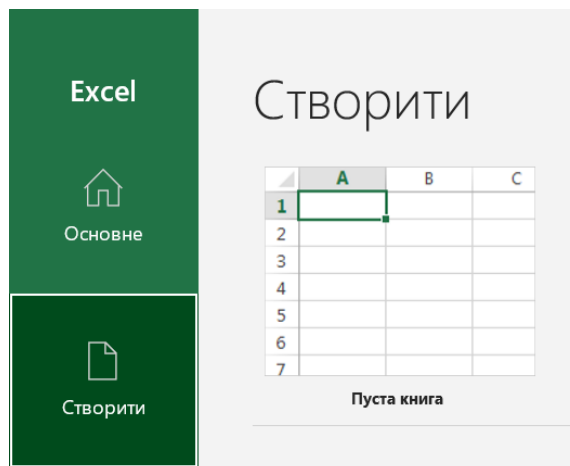 Excel
Основне
Створити
Створити
A B C
1
2
3
4
5
6
7
Пуста книга